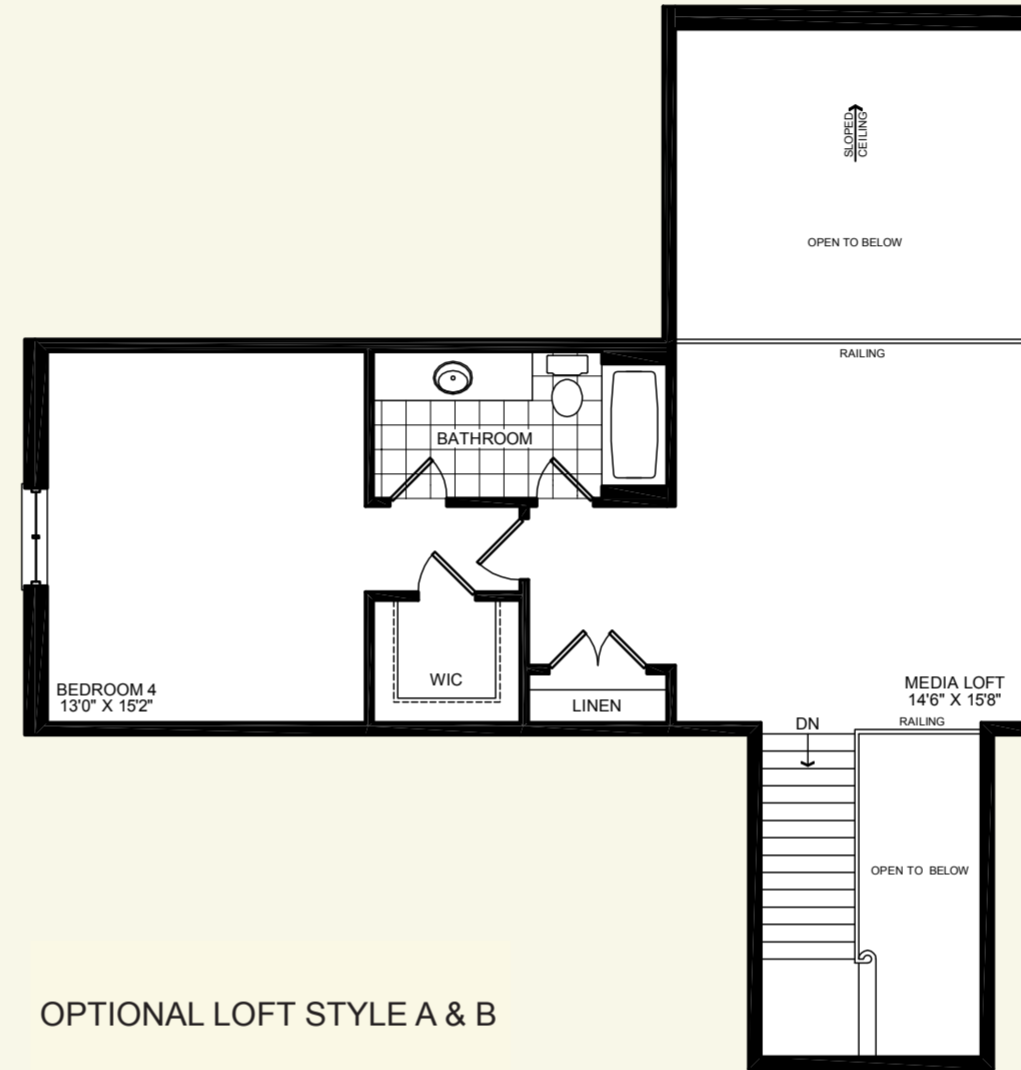 SLOPED
CEILING
OPEN TO BELOW
RAILING
BATHROOM
BEDROOM 4
13'0" X 15'2"
WIC
LINEN
MEDIA LOFT
14'6" X 15'8"
RAILING
DN
OPEN TO BELOW
OPTIONAL LOFT STYLE A & B